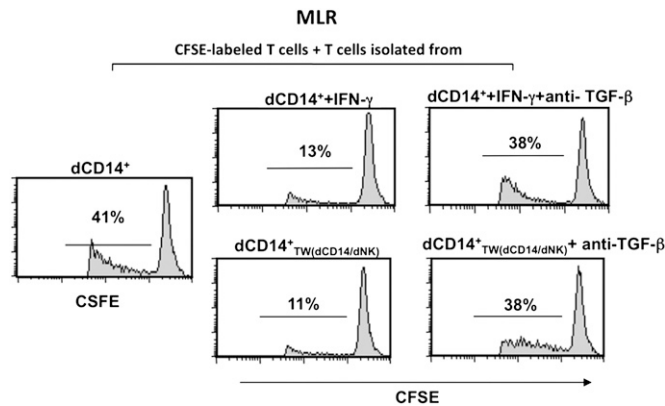 MLR
CFSE-labeled T cells + T cells isolated from
dCD14⁺
41%
CSFE
dCD14⁺+IFN-γ
13%
dCD14⁺+IFN-γ+anti- TGF-β
38%
dCD14⁺TW(dCD14/dNK)
11%
dCD14⁺TW(dCD14/dNK)+ anti-TGF-β
38%
CFSE